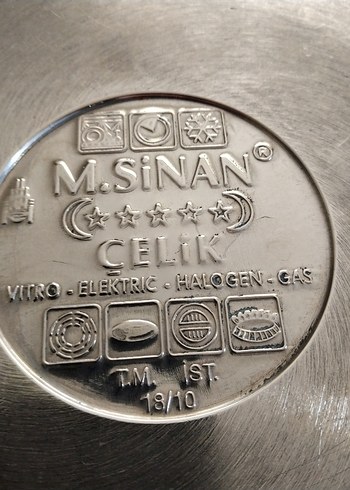 M.SiNAN®
ÇELiK
VITRO - ELEKTRIC - HALOGEN - GAS
T.M. İST.
18/10